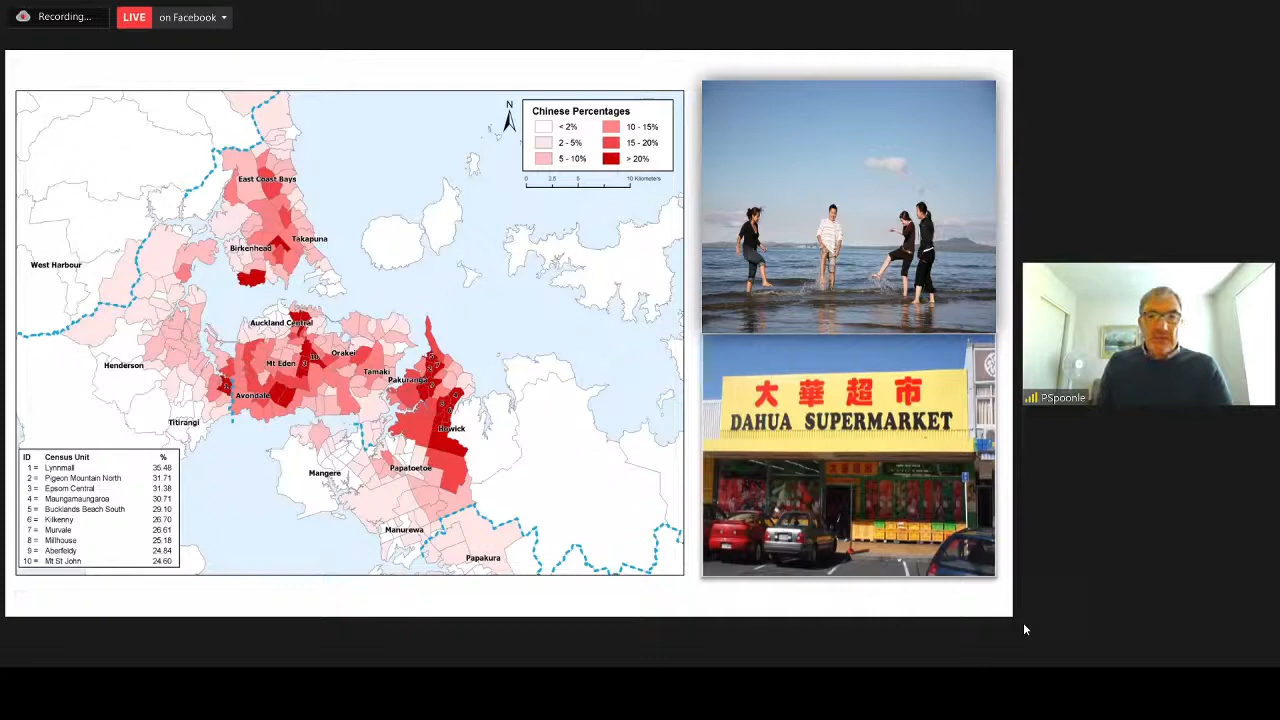 Recording...
LIVE on Facebook
N
Chinese Percentages
< 2%
2 - 5%
5 - 10%
10 - 15%
15 - 20%
> 20%
0 2.5 5 10 Kilometers
East Coast Bays
Takapuna
Birkenhead
West Harbour
Auckland Central
Orakei
Mt Eden
Henderson
Tamaki
Pakuranga
Avondale
Titirangi
Howick
Papatoetoe
Mangere
Manurewa
Papakura
ID Census Unit %
1 = Lynnmall 35.48
2 = Pigeon Mountain North 31.71
3 = Epsom Central 31.38
4 = Maungamaungaroa 30.71
5 = Bucklands Beach South 29.10
6 = Kilkenny 26.70
7 = Murvale 26.61
8 = Millhouse 25.18
9 = Aberfeldy 24.84
10 = Mt St John 24.60
大華超市
DAHUA SUPERMARKET
PSpoonle